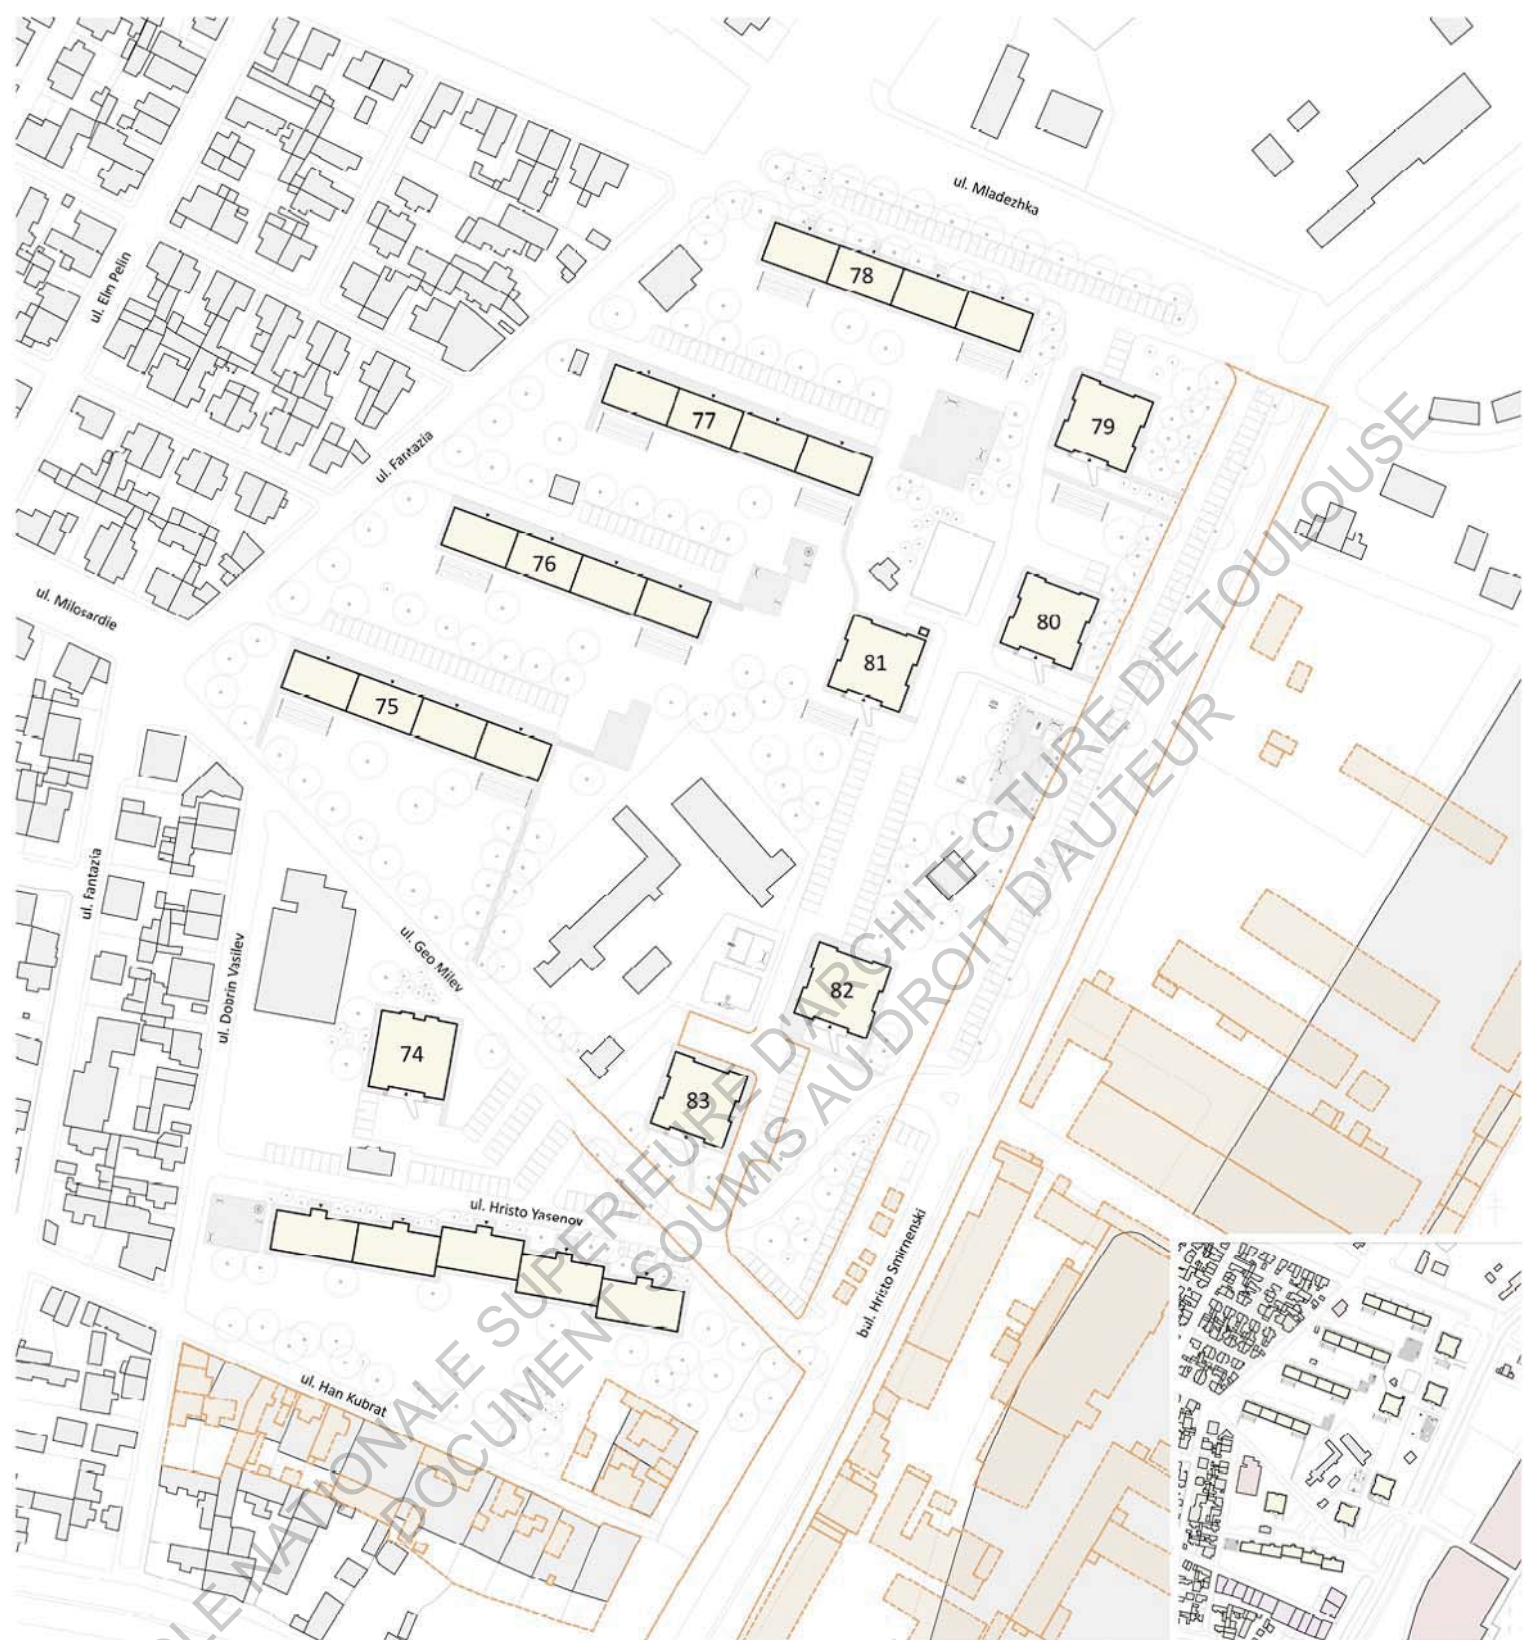 ul. Mladezhka
78
ul. Elin Pelin
79
77
ul. Fantazia
76
80
ul. Milosardie
81
75
ul. Fantazia
ul. Dobrin Vasilev
ul. Geo Milev
82
74
83
ul. Hristo Yasenov
bul. Hristo Smirnenski
ul. Han Kubrat
OLE NATIONALE SUPERIEURE D'ARCHITECTURE DE TOULOUSE
DOCUMENT SOUMIS AU DROIT D'AUTEUR